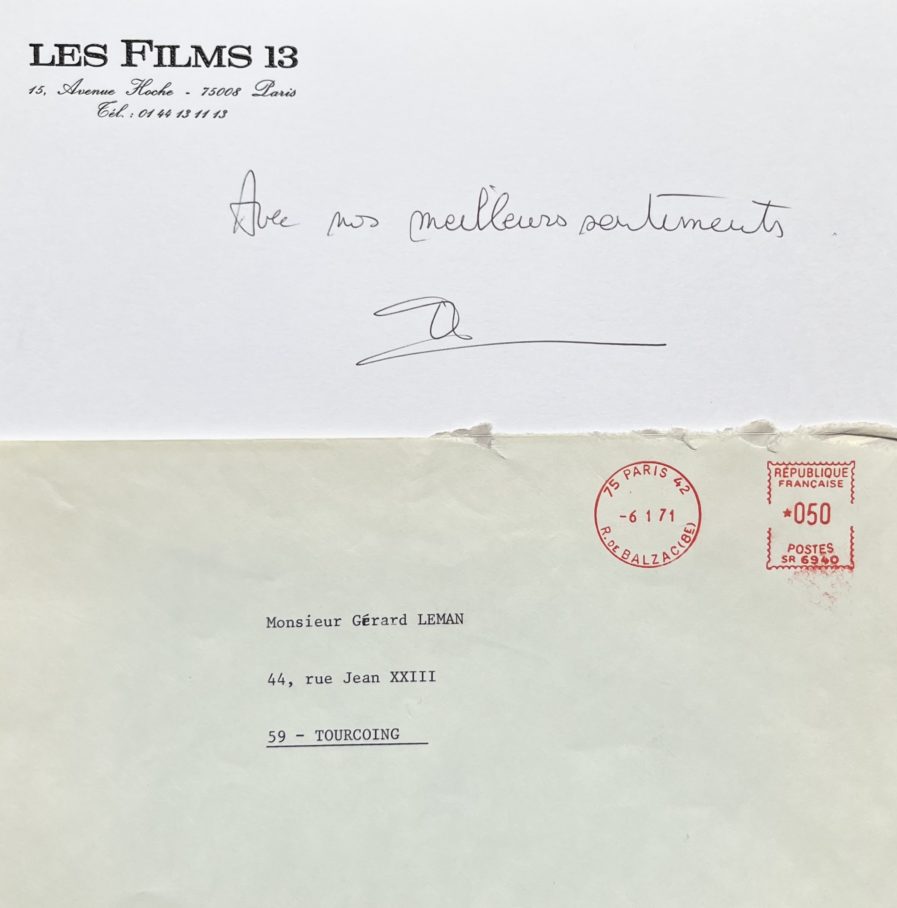 LES FILMS 13
15, Avenue Hoche - 75008 Paris
Tél. : 01 44 13 11 13
Avec nos meilleurs sentiments.
75 PARIS 42
-6 1 71
R. DE BALZAC (8E)
RÉPUBLIQUE
FRANÇAISE
*050
POSTES
SR 6940
Monsieur Gérard LEMAN
44, rue Jean XXIII
59 - TOURCOING